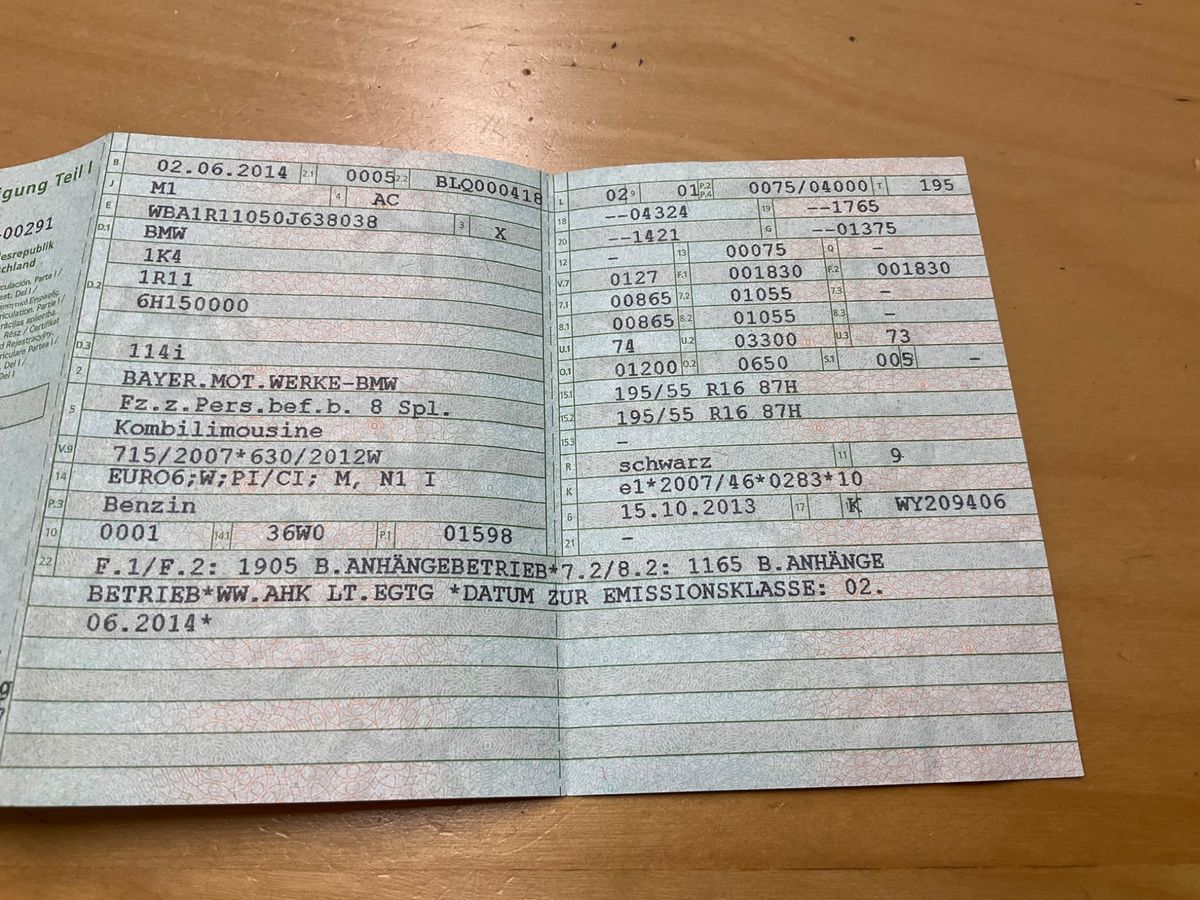 igung Teil I
-00291
esrepublik
schland
B 02.06.2014 2.1 0005 2.2 BLQ000418
J M1 4 AC
E WBA1R11050J638038 3 X
D.1 BMW
1K4
D.2 1R11
6H150000
D.3 114i
2 BAYER.MOT.WERKE-BMW
5 Fz.z.Pers.bef.b. 8 Spl.
Kombilimousine
V.9 715/2007*630/2012W
14 EURO6;W;PI/CI; M, N1 I
P.3 Benzin
10 0001 14.1 36W0 P.1 01598
L 02 9 01 P.2 P.4 0075/04000 T 195
18 --04324 19 --1765
20 --1421 G --01375
12 - 13 00075 Q -
V.7 0127 F.1 001830 F.2 001830
7.1 00865 7.2 01055 7.3 -
8.1 00865 8.2 01055 8.3 -
U.1 74 U.2 03300 U.3 73
O.1 01200 O.2 0650 S.1 005 -
15.1 195/55 R16 87H
15.2 195/55 R16 87H
15.3 -
R schwarz 11 9
K e1*2007/46*0283*10
6 15.10.2013 17 K WY209406
21 -
22 F.1/F.2: 1905 B.ANHÄNGEBETRIEB*7.2/8.2: 1165 B.ANHÄNGE
BETRIEB*WW.AHK LT.EGTG *DATUM ZUR EMISSIONSKLASSE: 02.
06.2014*